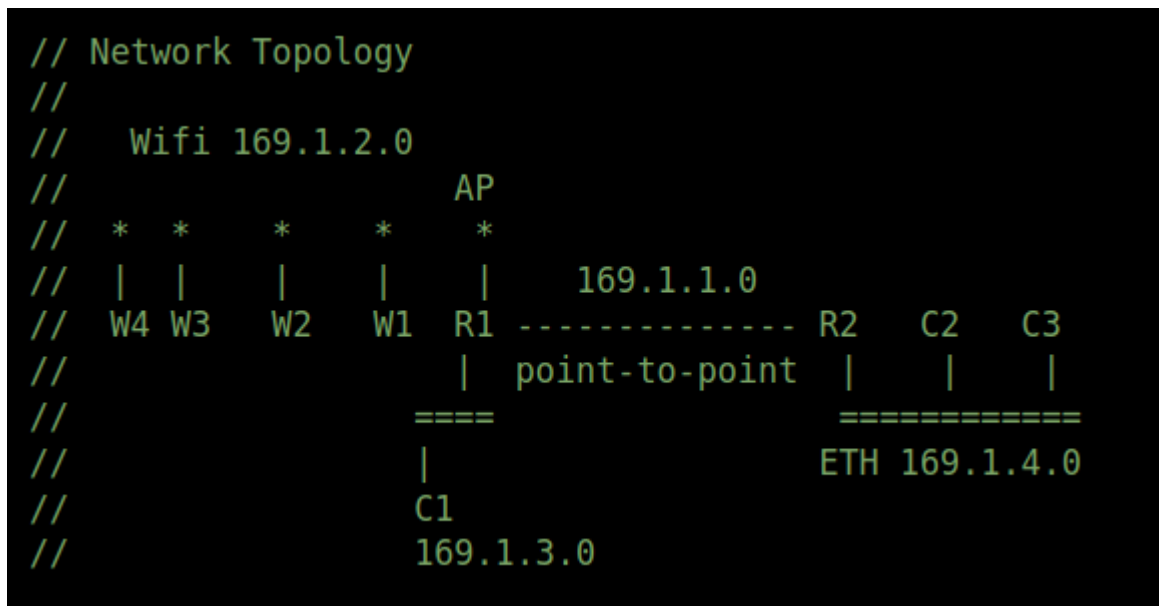 // Network Topology
//
//   Wifi 169.1.2.0
//                    AP
//  *  *    *    *    *
//  |  |    |    |    |    169.1.1.0
//  W4 W3   W2   W1  R1 -------------- R2   C2   C3
//                   |  point-to-point  |    |    |
//                 ====                 ============
//                 |                   ETH 169.1.4.0
//                 C1
//                 169.1.3.0